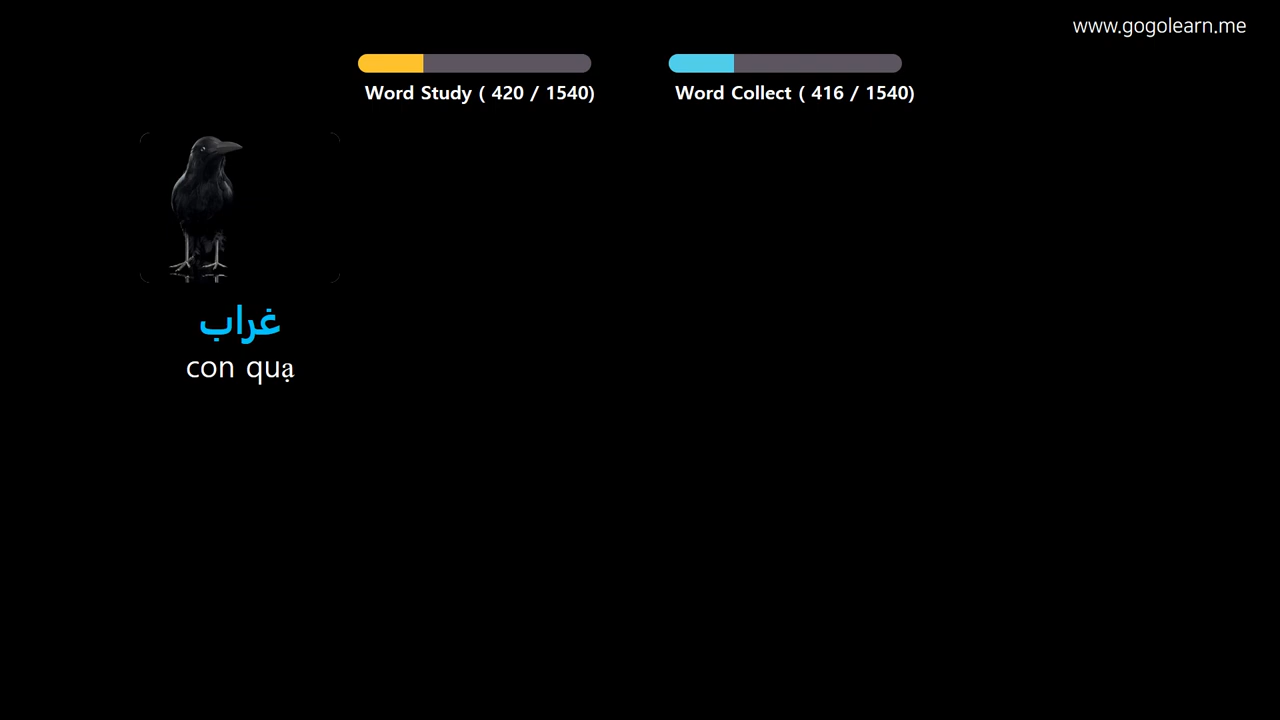 www.gogolearn.me
Word Study ( 420 / 1540)
Word Collect ( 416 / 1540)
غراب
con quạ